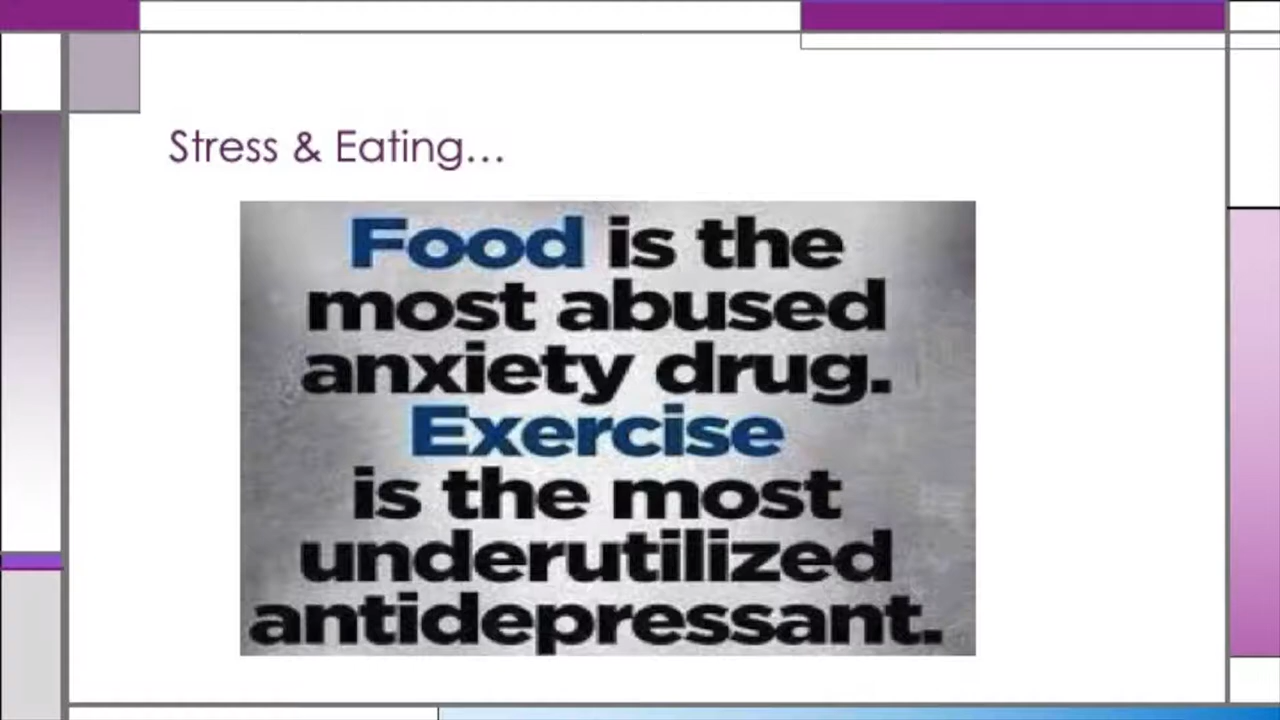 Stress & Eating...
Food is the
most abused
anxiety drug.
Exercise
is the most
underutilized
antidepressant.